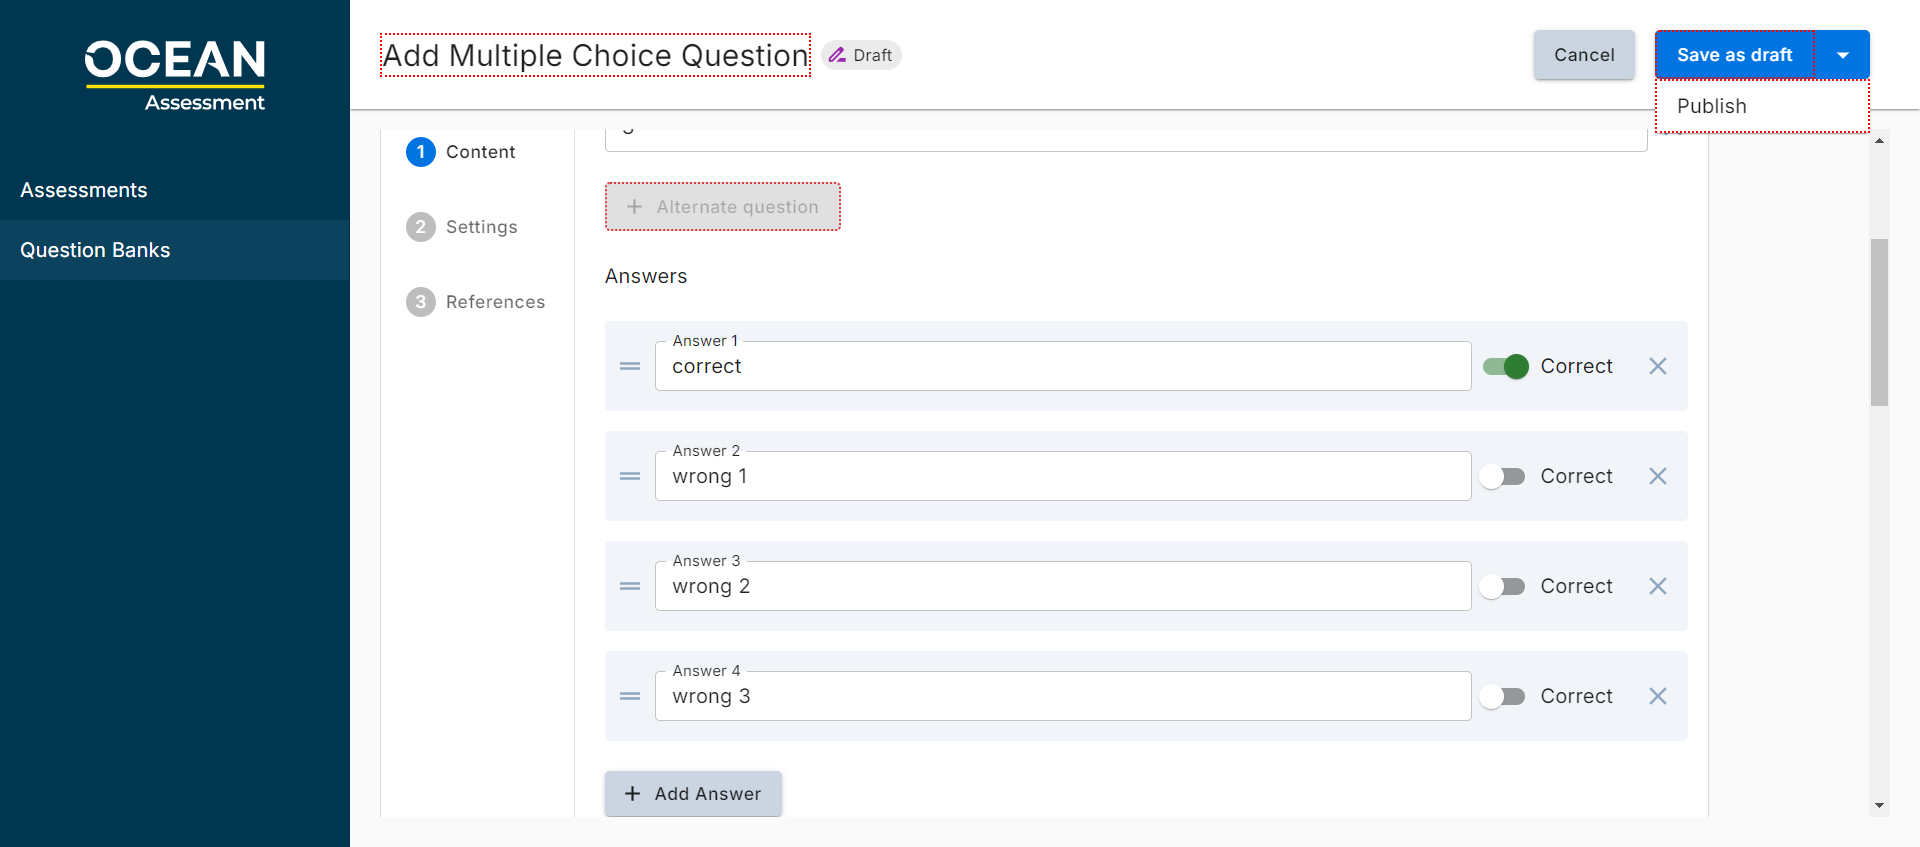 OCEAN
Assessment
Assessments
Question Banks
Add Multiple Choice Question
Draft
Cancel
Save as draft
Publish
1 Content
2 Settings
3 References
+ Alternate question
Answers
Answer 1
correct
Correct
Answer 2
wrong 1
Correct
Answer 3
wrong 2
Correct
Answer 4
wrong 3
Correct
+ Add Answer